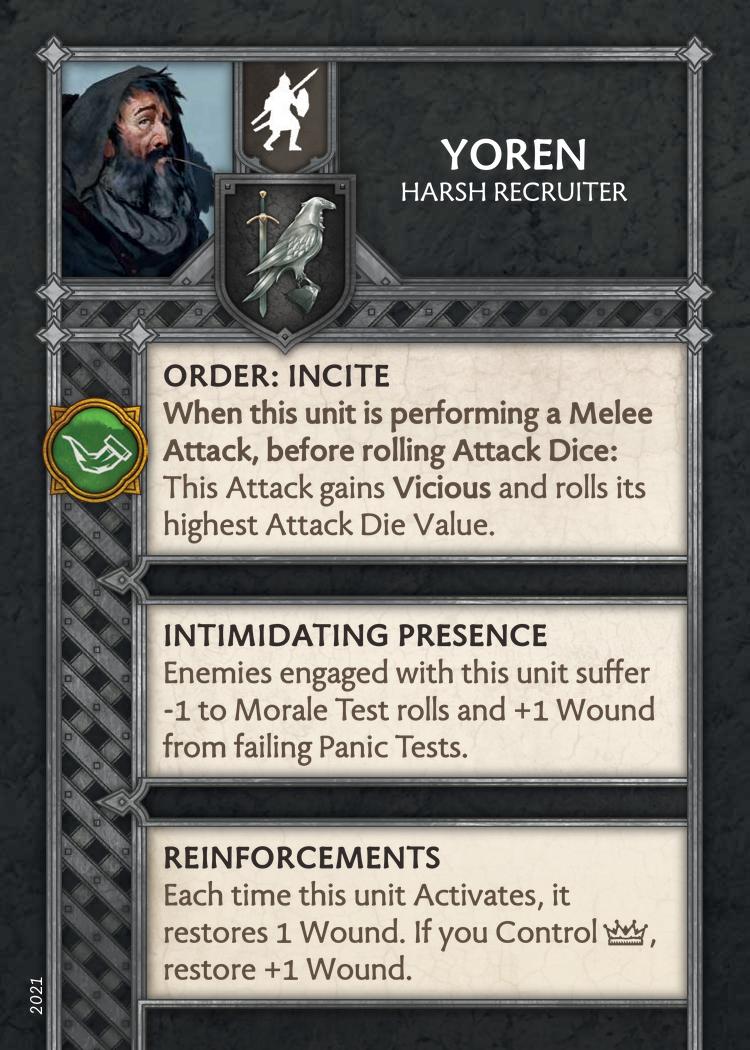 YOREN
HARSH RECRUITER
ORDER: INCITE
When this unit is performing a Melee
Attack, before rolling Attack Dice:
This Attack gains Vicious and rolls its
highest Attack Die Value.
INTIMIDATING PRESENCE
Enemies engaged with this unit suffer
-1 to Morale Test rolls and +1 Wound
from failing Panic Tests.
REINFORCEMENTS
Each time this unit Activates, it
restores 1 Wound. If you Control ,
restore +1 Wound.
2021